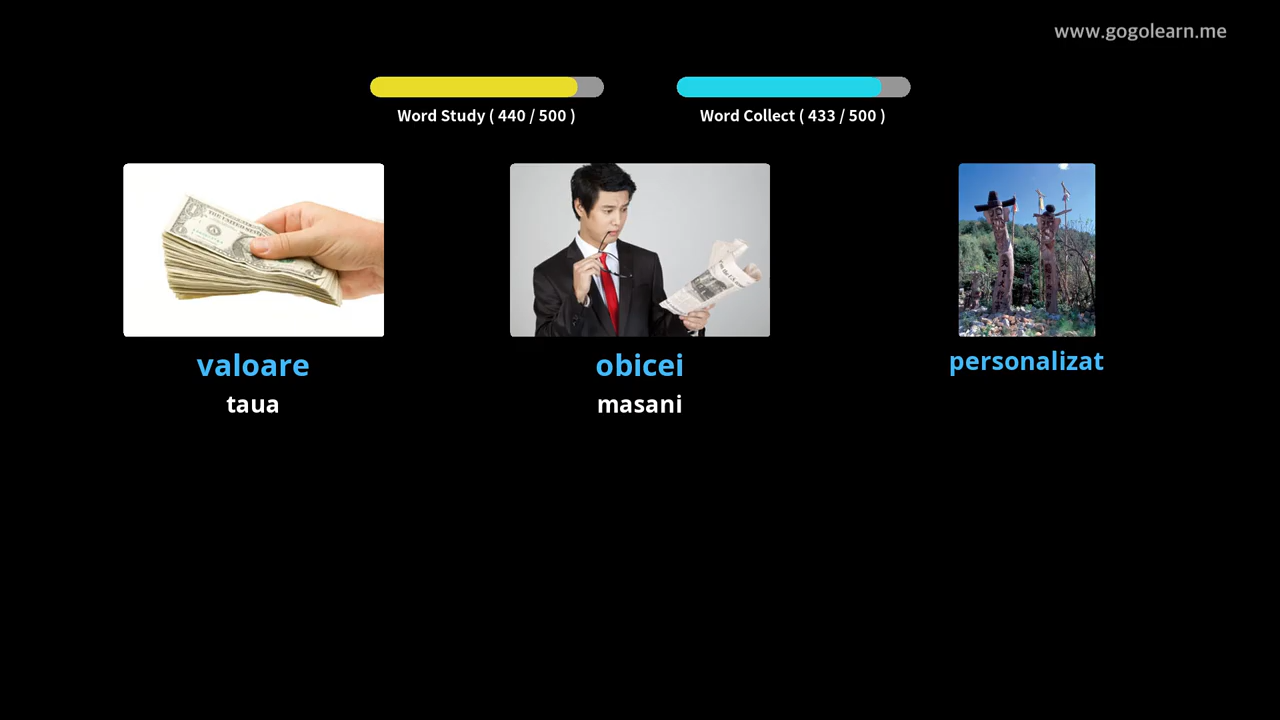 www.gogolearn.me
Word Study ( 440 / 500 )
Word Collect ( 433 / 500 )
valoare
obicei
personalizat
taua
masani